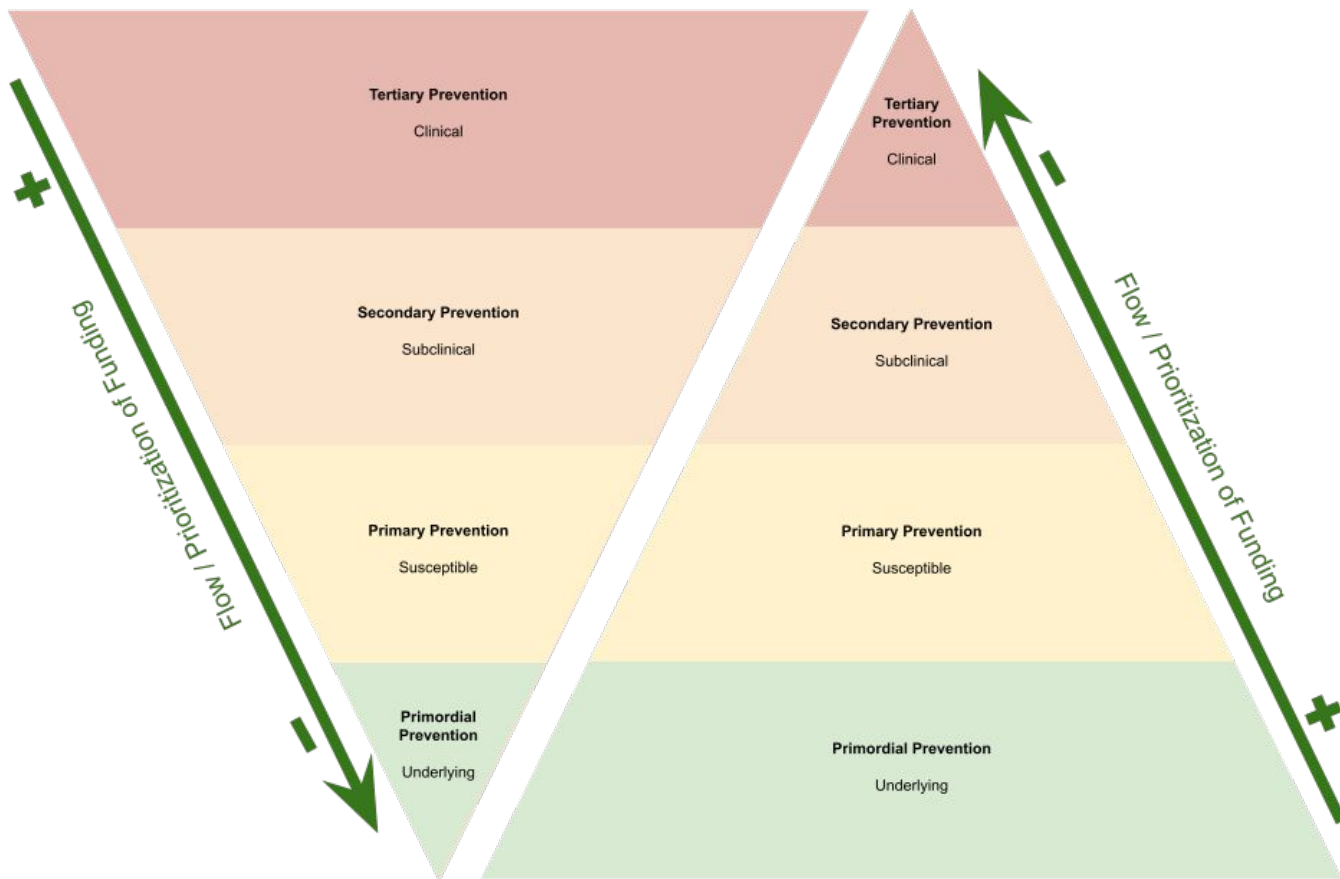 Tertiary Prevention
Clinical
Secondary Prevention
Subclinical
Primary Prevention
Susceptible
Primordial
Prevention
Underlying
+
Flow / Prioritization of Funding
-
Tertiary
Prevention
Clinical
Secondary Prevention
Subclinical
Primary Prevention
Susceptible
Primordial Prevention
Underlying
-
Flow / Prioritization of Funding
+